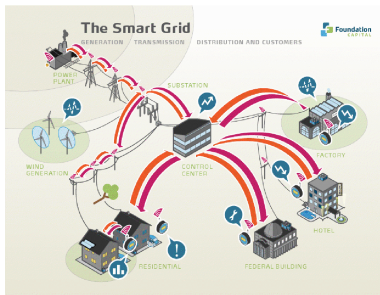 The Smart Grid
Foundation
CAPITAL
GENERATION TRANSMISSION DISTRIBUTION AND CUSTOMERS
POWER
PLANT
SUBSTATION
WIND
GENERATION
CONTROL
CENTER
FACTORY
HOTEL
RESIDENTIAL
FEDERAL BUILDING